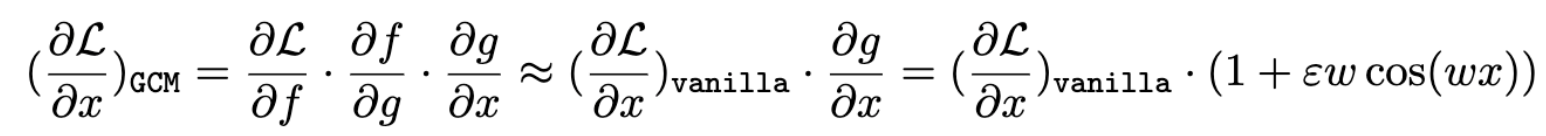 (∂ℒ/∂x)_GCM = ∂ℒ/∂f · ∂f/∂g · ∂g/∂x ≈ (∂ℒ/∂x)_vanilla · ∂g/∂x = (∂ℒ/∂x)_vanilla · (1 + εw cos(wx))